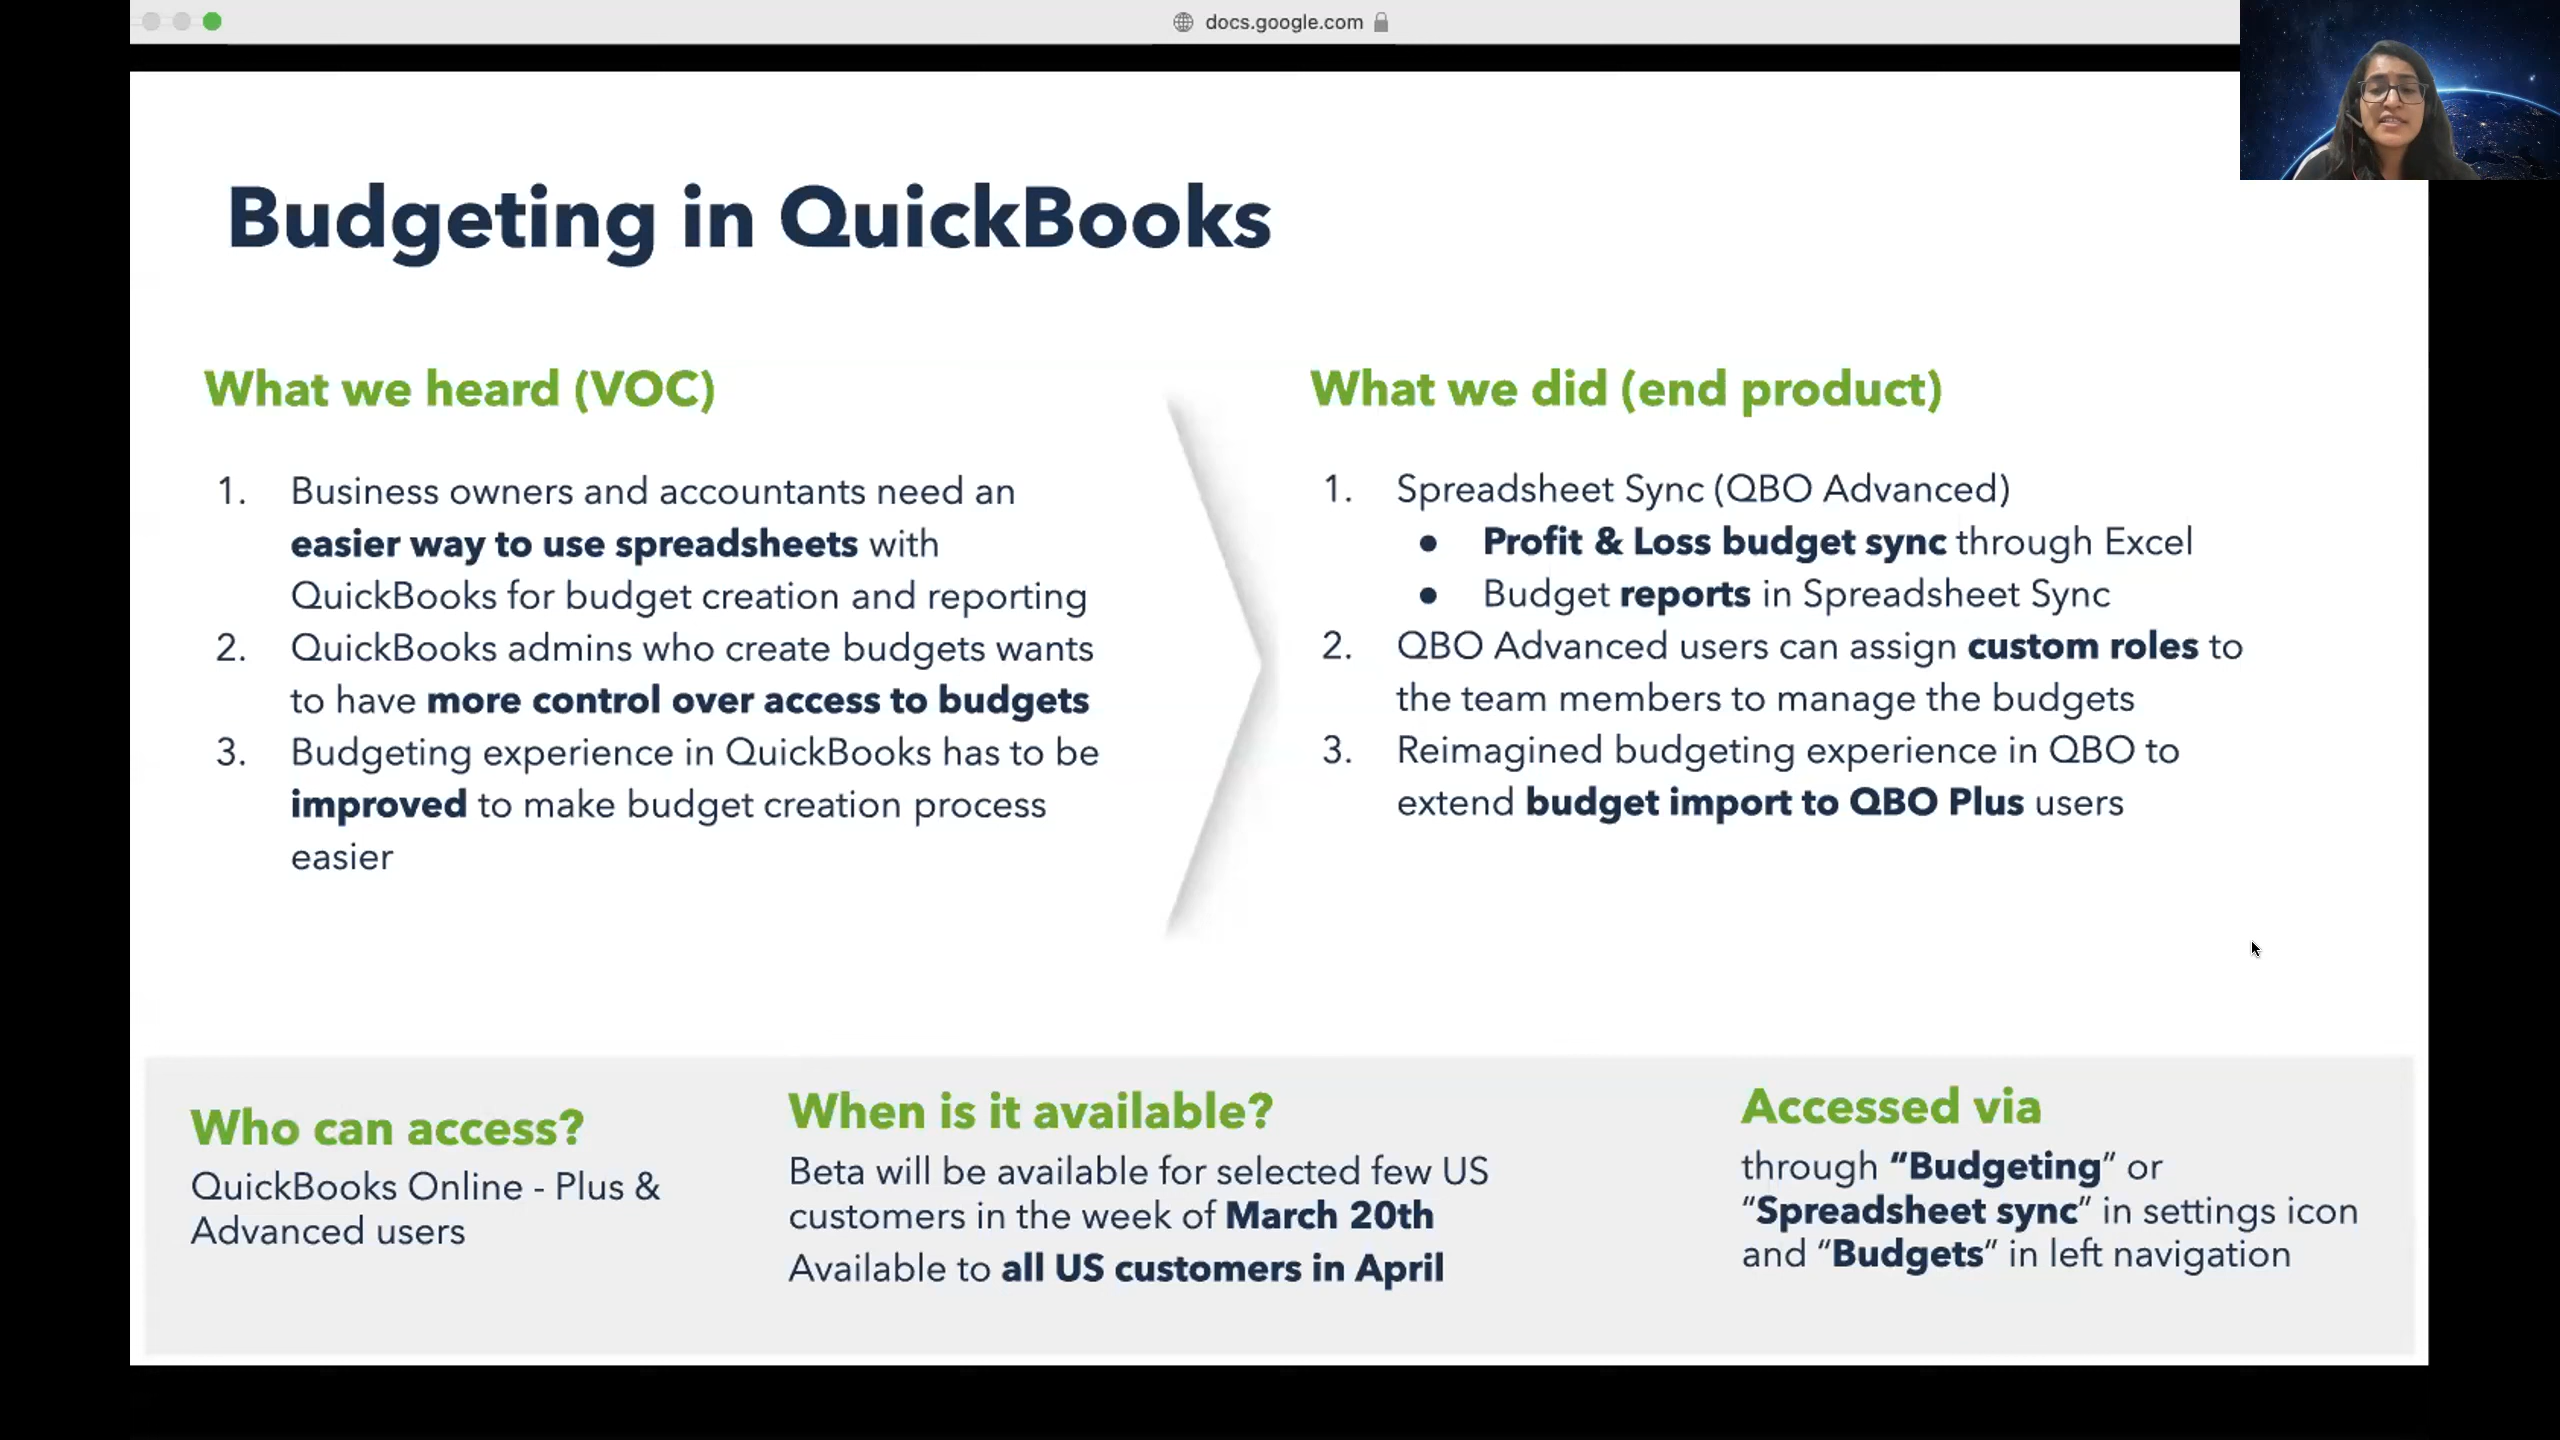 docs.google.com
Budgeting in QuickBooks
What we heard (VOC)
1. Business owners and accountants need an
easier way to use spreadsheets with
QuickBooks for budget creation and reporting
2. QuickBooks admins who create budgets wants
to have more control over access to budgets
3. Budgeting experience in QuickBooks has to be
improved to make budget creation process
easier
What we did (end product)
1. Spreadsheet Sync (QBO Advanced)
● Profit & Loss budget sync through Excel
● Budget reports in Spreadsheet Sync
2. QBO Advanced users can assign custom roles to
the team members to manage the budgets
3. Reimagined budgeting experience in QBO to
extend budget import to QBO Plus users
Who can access?
QuickBooks Online - Plus &
Advanced users
When is it available?
Beta will be available for selected few US
customers in the week of March 20th
Available to all US customers in April
Accessed via
through “Budgeting” or
“Spreadsheet sync” in settings icon
and “Budgets” in left navigation